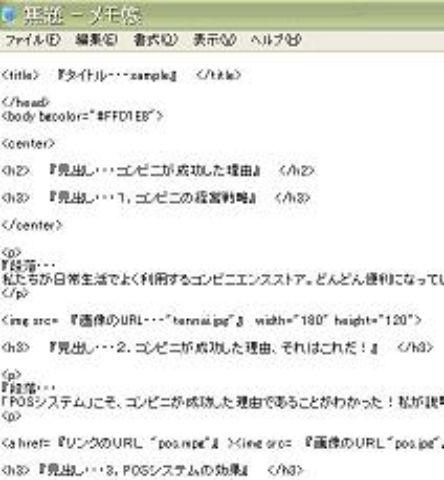 無題 - メモ帳
ファイル(F) 編集(E) 書式(O) 表示(V) ヘルプ(H)
<title> 『タイトル・・・sample』 </title>
</head>
<body bgcolor="#FFD1E8">
<center>
<h2> 『見出し・・・コンビニが成功した理由』 </h2>
<h3> 『見出し・・・1、コンビニの経営戦略』 </h3>
</center>
<p>
『段落・・・
私たちが日常生活でよく利用するコンビニエンスストア。どんどん便利になってい
</p>
<img src= 『画像のURL・・・"tennai.jpg"』 width="180" height="120">
<h3> 『見出し・・・2、コンビニが成功した理由、それはこれだ！』 </h3>
<p>
『段落・・・
「POSシステム」こそ、コンビニが成功した理由であることがわかった！私が説明
<p>
<a href= 『リンクのURL "pos.mpg"』 ><img src= 『画像のURL "pos.jpg"』
<h3> 『見出し・・・3、POSシステムの効果』 </h3>